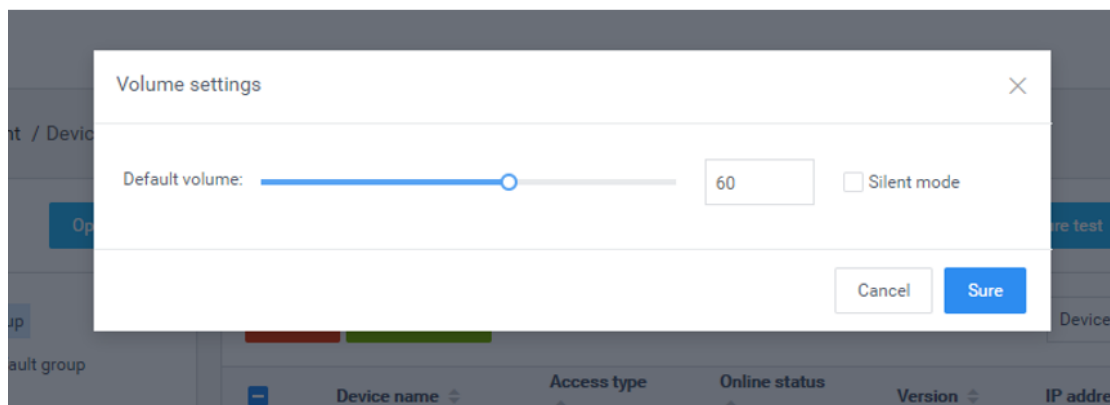 Volume settings
/ Devic
Default volume: 60 Silent mode
Op
re test
Cancel Sure
up
Device
ault group
Device name Access type Online status Version IP addre